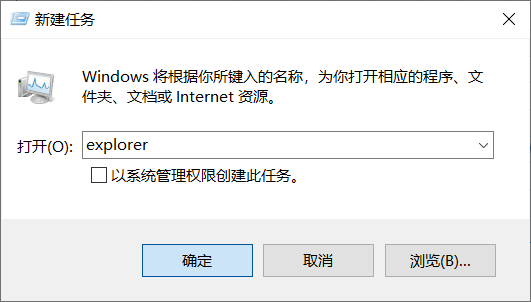 新建任务
Windows 将根据你所键入的名称，为你打开相应的程序、文
件夹、文档或 Internet 资源。
打开(O): explorer
以系统管理权限创建此任务。
确定 取消 浏览(B)...